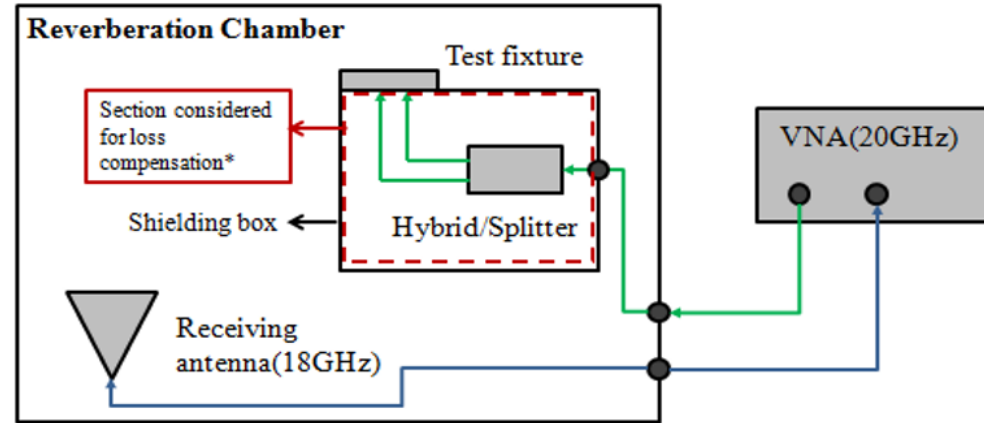 Reverberation Chamber
Test fixture
Section considered
for loss
compensation*
VNA(20GHz)
Shielding box
Hybrid/Splitter
Receiving
antenna(18GHz)